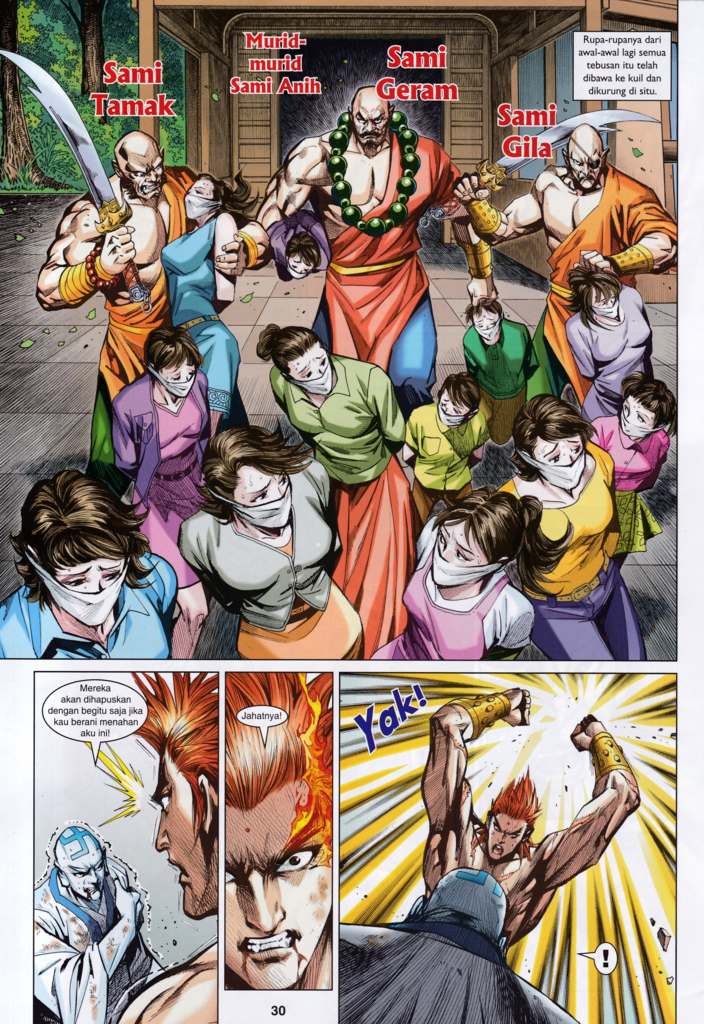 Rupa-rupanya dari
awal-awal lagi semua
tebusan itu telah
dibawa ke kuil dan
dikurung di situ.
Sami
Tamak
Murid-
murid
Sami Anih
Sami
Geram
Sami
Gila
Mereka
akan dihapuskan
dengan begitu saja jika
kau berani menahan
aku ini!
Jahatnya!
Yak!
!
30